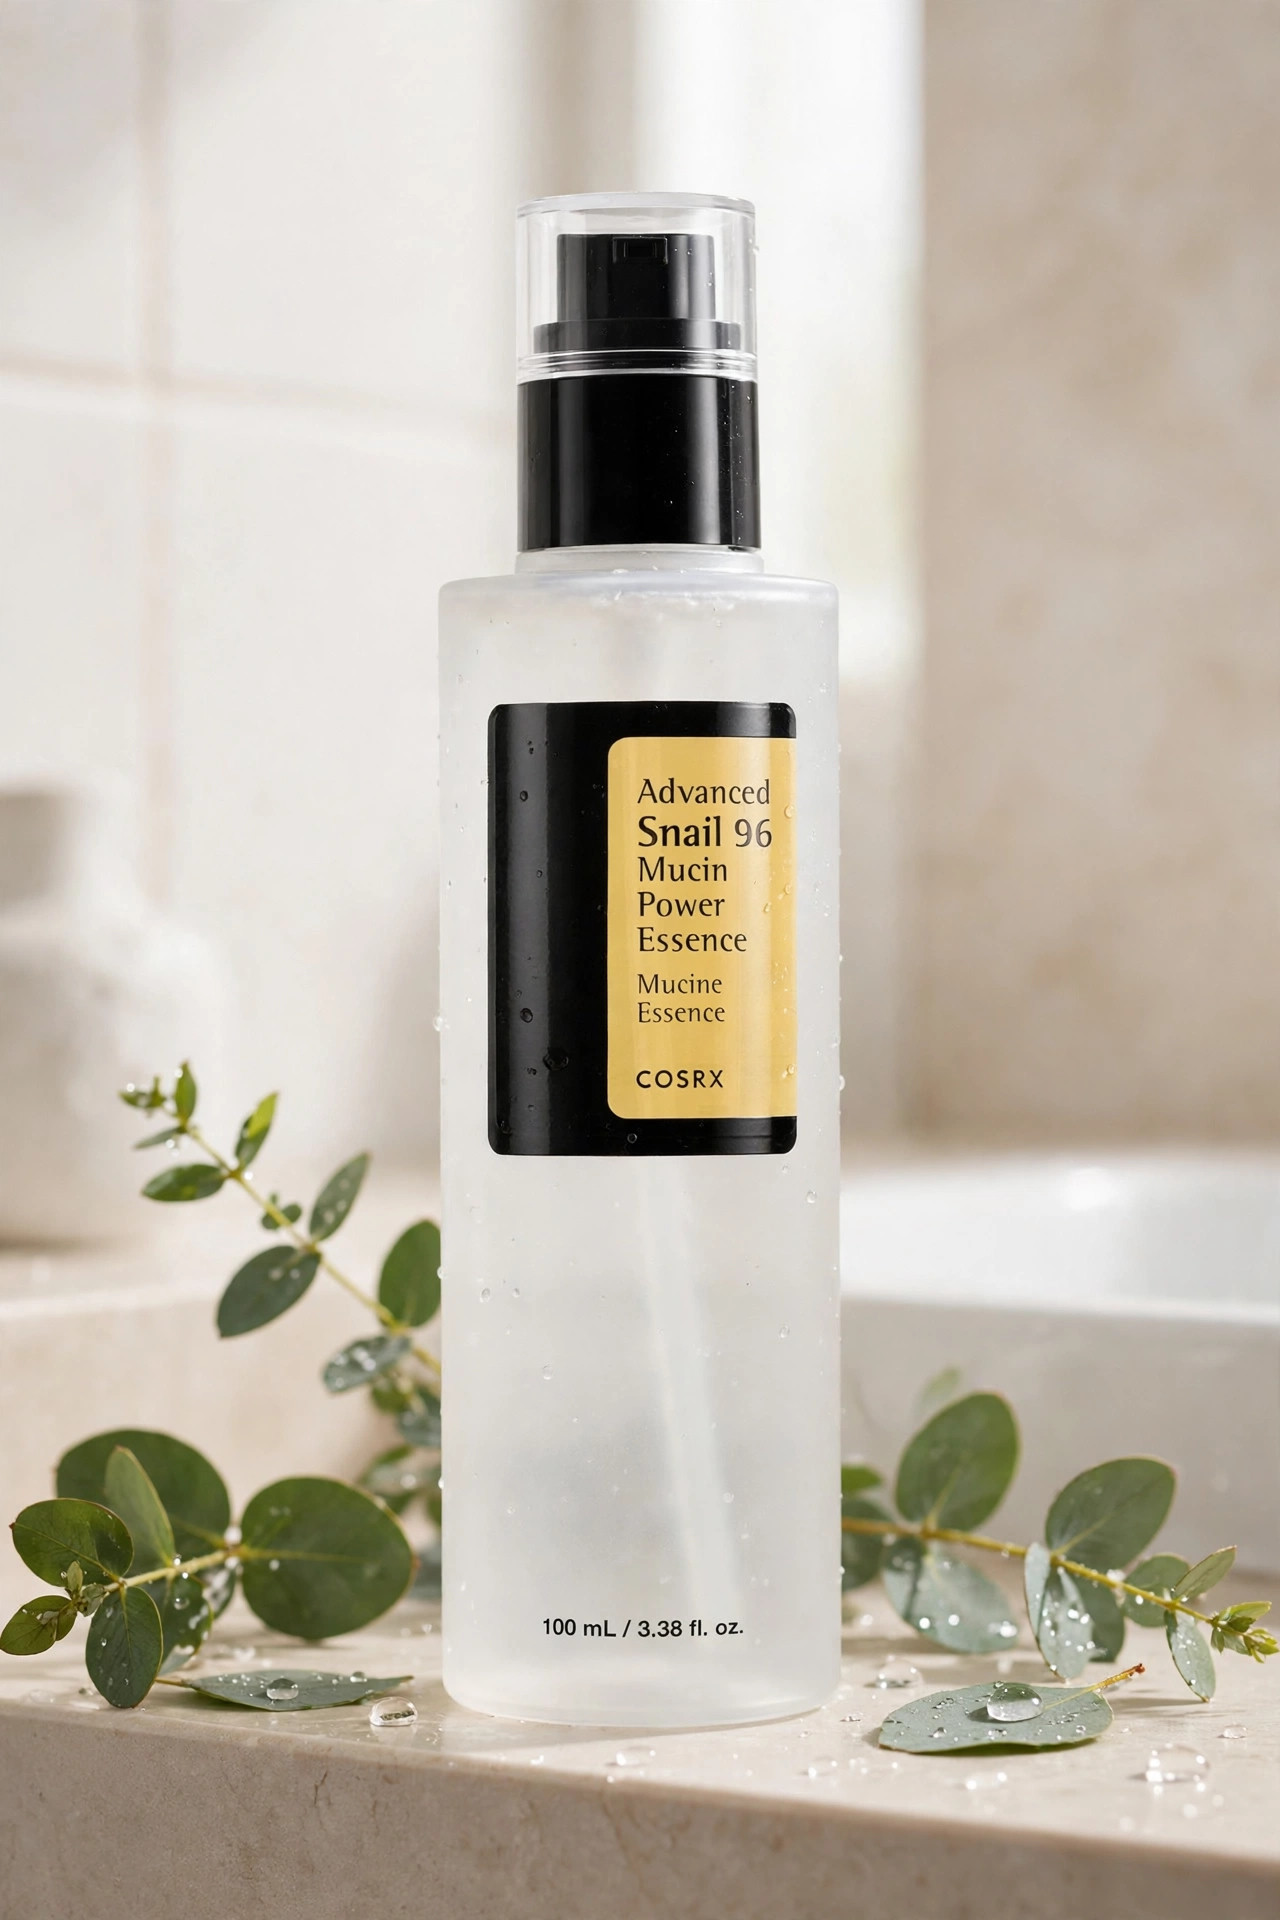 Advanced
Snail 96
Mucin
Power
Essence
Mucine
Essence
COSRX
100 mL / 3.38 fl. oz.